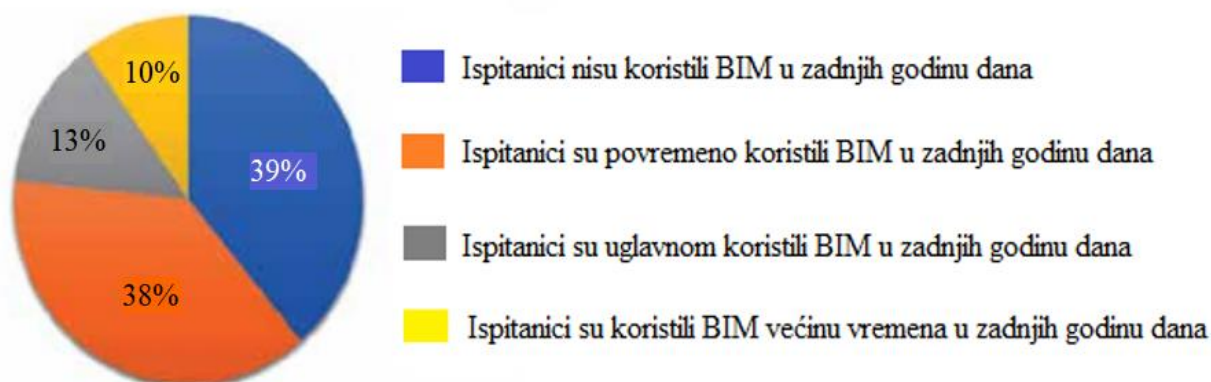 10%
13%
39%
38%
Ispitanici nisu koristili BIM u zadnjih godinu dana
Ispitanici su povremeno koristili BIM u zadnjih godinu dana
Ispitanici su uglavnom koristili BIM u zadnjih godinu dana
Ispitanici su koristili BIM većinu vremena u zadnjih godinu dana